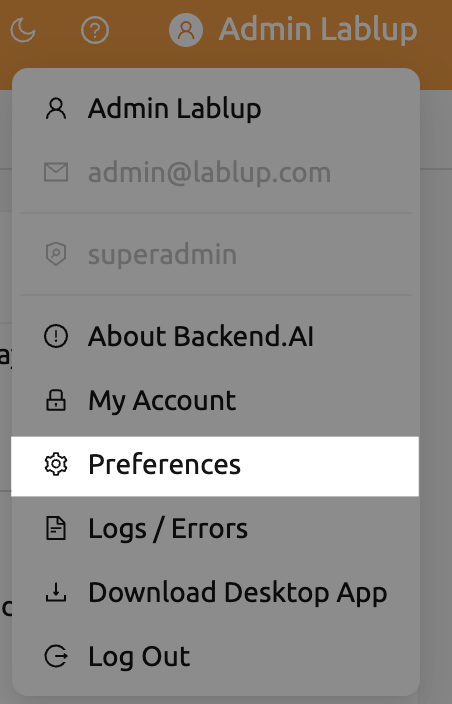 Admin Lablup
Admin Lablup
admin@lablup.com
superadmin
About Backend.AI
My Account
Preferences
Logs / Errors
Download Desktop App
Log Out